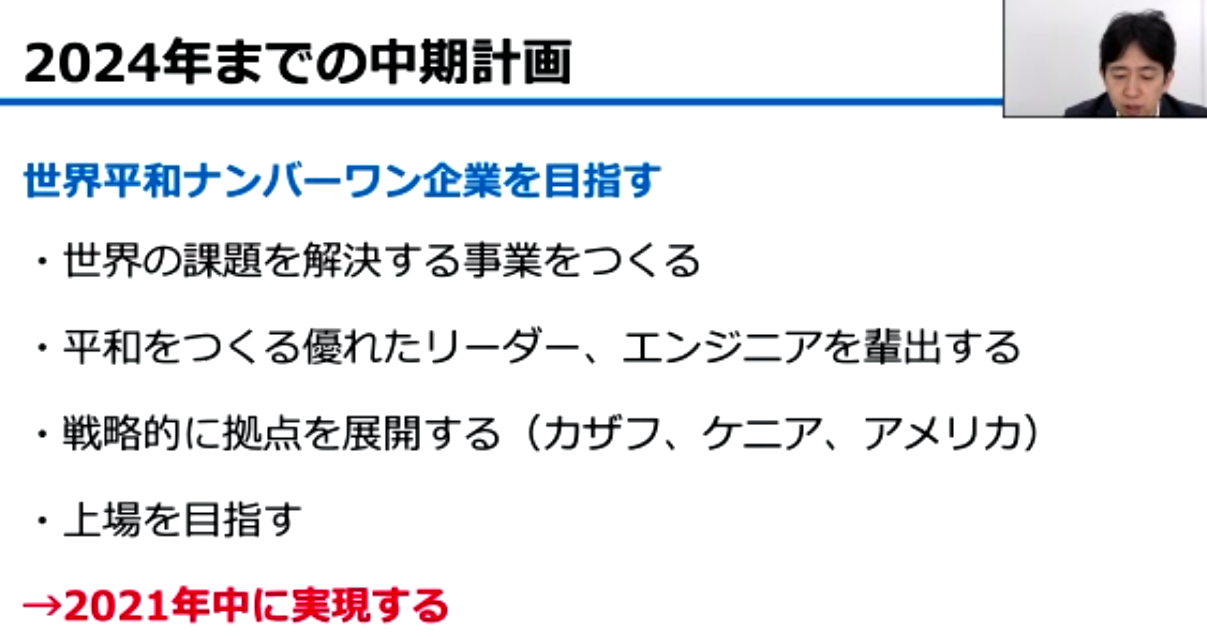 2024年までの中期計画
世界平和ナンバーワン企業を目指す
・世界の課題を解決する事業をつくる
・平和をつくる優れたリーダー、エンジニアを輩出する
・戦略的に拠点を展開する（カザフ、ケニア、アメリカ）
・上場を目指す
→2021年中に実現する